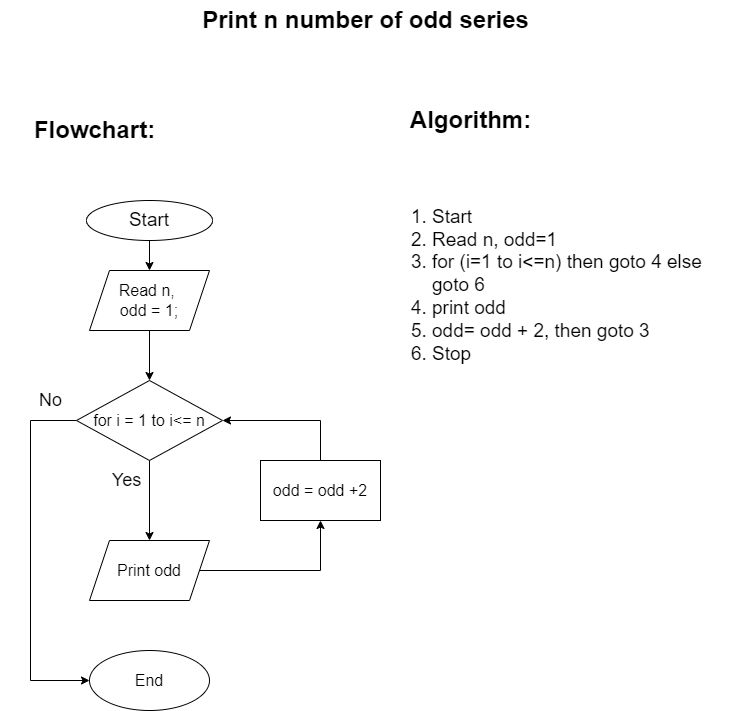 Print n number of odd series
Flowchart:
Start
Read n,
odd = 1;
No
for i = 1 to i<= n
Yes
odd = odd +2
Print odd
End
Algorithm:
1. Start
2. Read n, odd=1
3. for (i=1 to i<=n) then goto 4 else
goto 6
4. print odd
5. odd= odd + 2, then goto 3
6. Stop